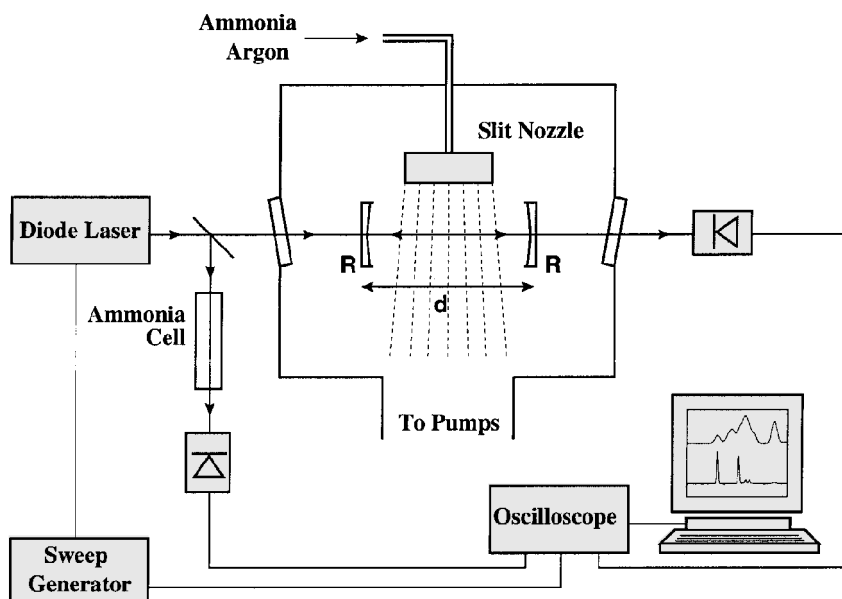 Ammonia
Argon
Slit Nozzle
Diode Laser
R
R
d
Ammonia
Cell
To Pumps
Oscilloscope
Sweep
Generator